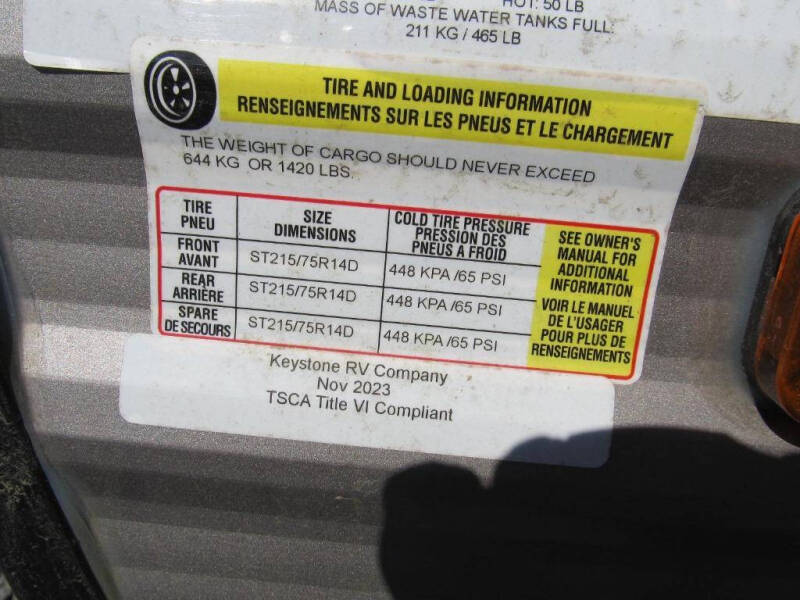 HOT: 50 LB
MASS OF WASTE WATER TANKS FULL:
211 KG / 465 LB
TIRE AND LOADING INFORMATION
RENSEIGNEMENTS SUR LES PNEUS ET LE CHARGEMENT
THE WEIGHT OF CARGO SHOULD NEVER EXCEED
644 KG OR 1420 LBS.
TIRE
PNEU
SIZE
DIMENSIONS
COLD TIRE PRESSURE
PRESSION DES
PNEUS A FROID
FRONT
AVANT
ST215/75R14D
448 KPA /65 PSI
REAR
ARRIÈRE
ST215/75R14D
448 KPA /65 PSI
SPARE
DE SECOURS
ST215/75R14D
448 KPA /65 PSI
SEE OWNER'S
MANUAL FOR
ADDITIONAL
INFORMATION
VOIR LE MANUEL
DE L'USAGER
POUR PLUS DE
RENSEIGNEMENTS
Keystone RV Company
Nov 2023
TSCA Title VI Compliant